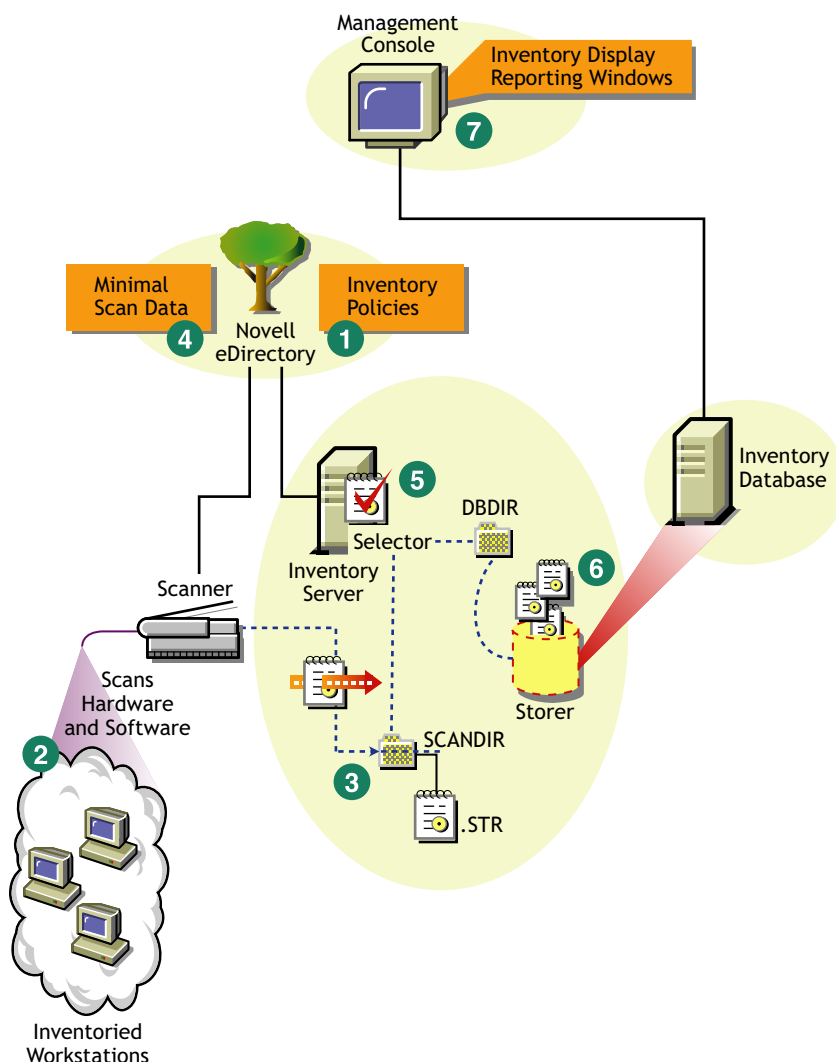 Management
Console
Inventory Display
Reporting Windows
7
Minimal
Scan Data
4
Inventory
Policies
1
Novell
eDirectory
5
Selector
Inventory
Server
DBDIR
6
Storer
Inventory
Database
Scanner
Scans
Hardware
and Software
2
SCANDIR
3
.STR
Inventoried
Workstations